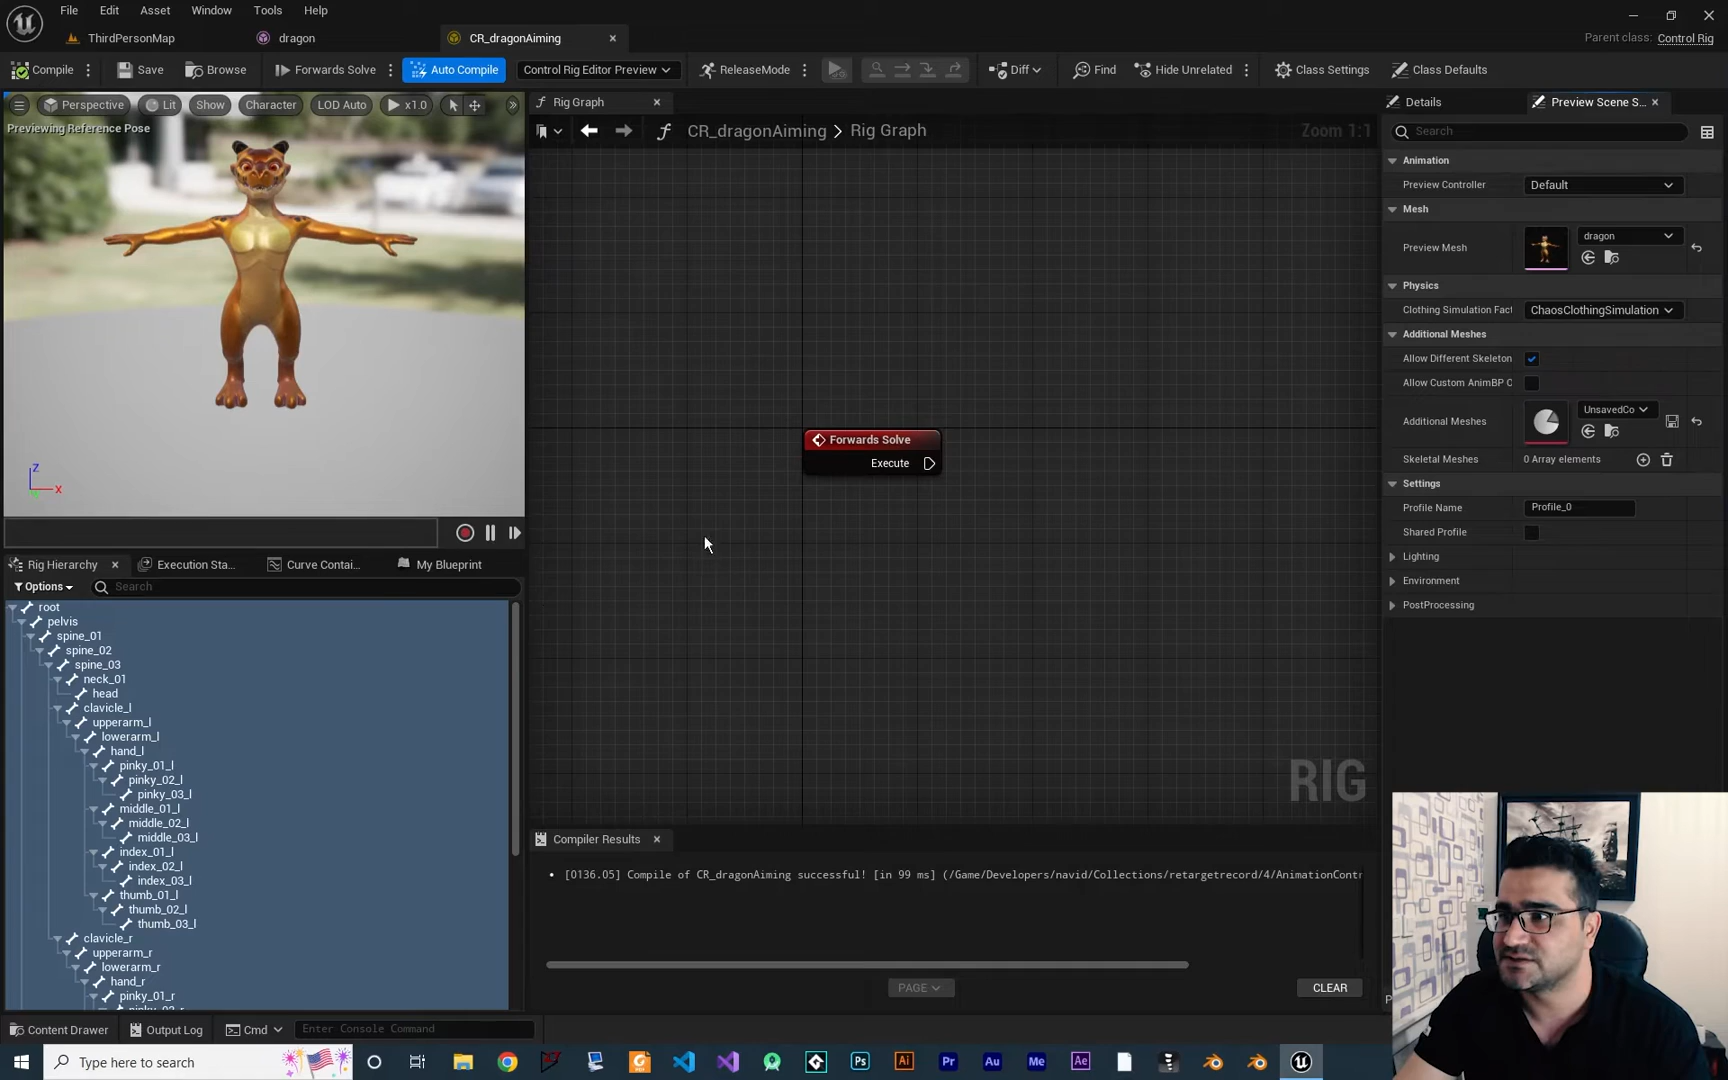 File Edit Asset Window Tools Help
ThirdPersonMap
dragon
CR_dragonAiming
Parent class: Control Rig
Compile
Save
Browse
Forwards Solve
Auto Compile
Control Rig Editor Preview
ReleaseMode
Diff
Find
Hide Unrelated
Class Settings
Class Defaults
Perspective
Lit
Show
Character
LOD Auto
x1.0
Previewing Reference Pose
Z
X
Rig Hierarchy
Execution Sta...
Curve Contai...
My Blueprint
Options
Search
root
pelvis
spine_01
spine_02
spine_03
neck_01
head
clavicle_l
upperarm_l
lowerarm_l
hand_l
pinky_01_l
pinky_02_l
pinky_03_l
middle_01_l
middle_02_l
middle_03_l
index_01_l
index_02_l
index_03_l
thumb_01_l
thumb_02_l
thumb_03_l
clavicle_r
upperarm_r
lowerarm_r
hand_r
pinky_01_r
Rig Graph
CR_dragonAiming > Rig Graph
Zoom 1:1
Forwards Solve
Execute
RIG
Compiler Results
[0136.05] Compile of CR_dragonAiming successful! [in 99 ms] (/Game/Developers/navid/Collections/retargetrecord/4/AnimationContr
PAGE
CLEAR
Details
Preview Scene S...
Search
Animation
Preview Controller
Default
Mesh
Preview Mesh
dragon
Physics
Clothing Simulation Fact
ChaosClothingSimulation
Additional Meshes
Allow Different Skeleton
Allow Custom AnimBP C
Additional Meshes
UnsavedCo
Skeletal Meshes
0 Array elements
Settings
Profile Name
Profile_0
Shared Profile
Lighting
Environment
PostProcessing
Content Drawer
Output Log
Cmd
Enter Console Command
Type here to search
Ps
Ai
Pr
Au
Me
Ae